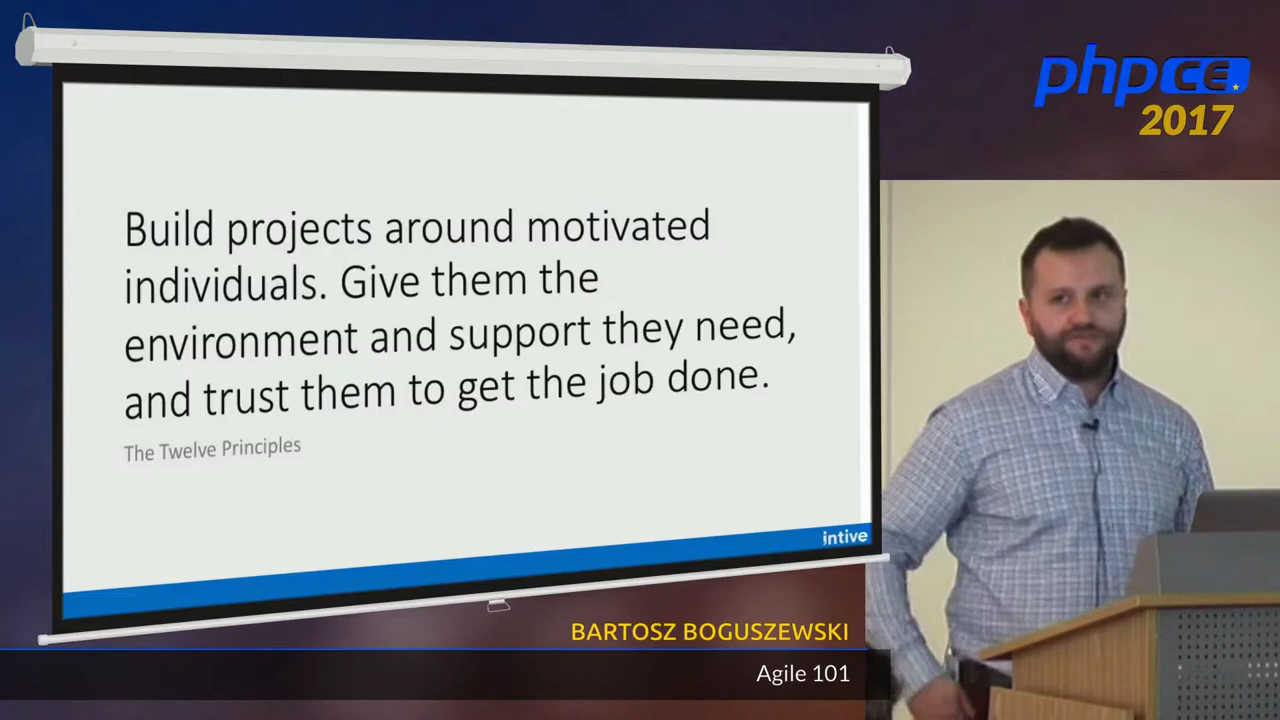 phpCE.
2017
Build projects around motivated
individuals. Give them the
environment and support they need,
and trust them to get the job done.
The Twelve Principles
intive
BARTOSZ BOGUSZEWSKI
Agile 101